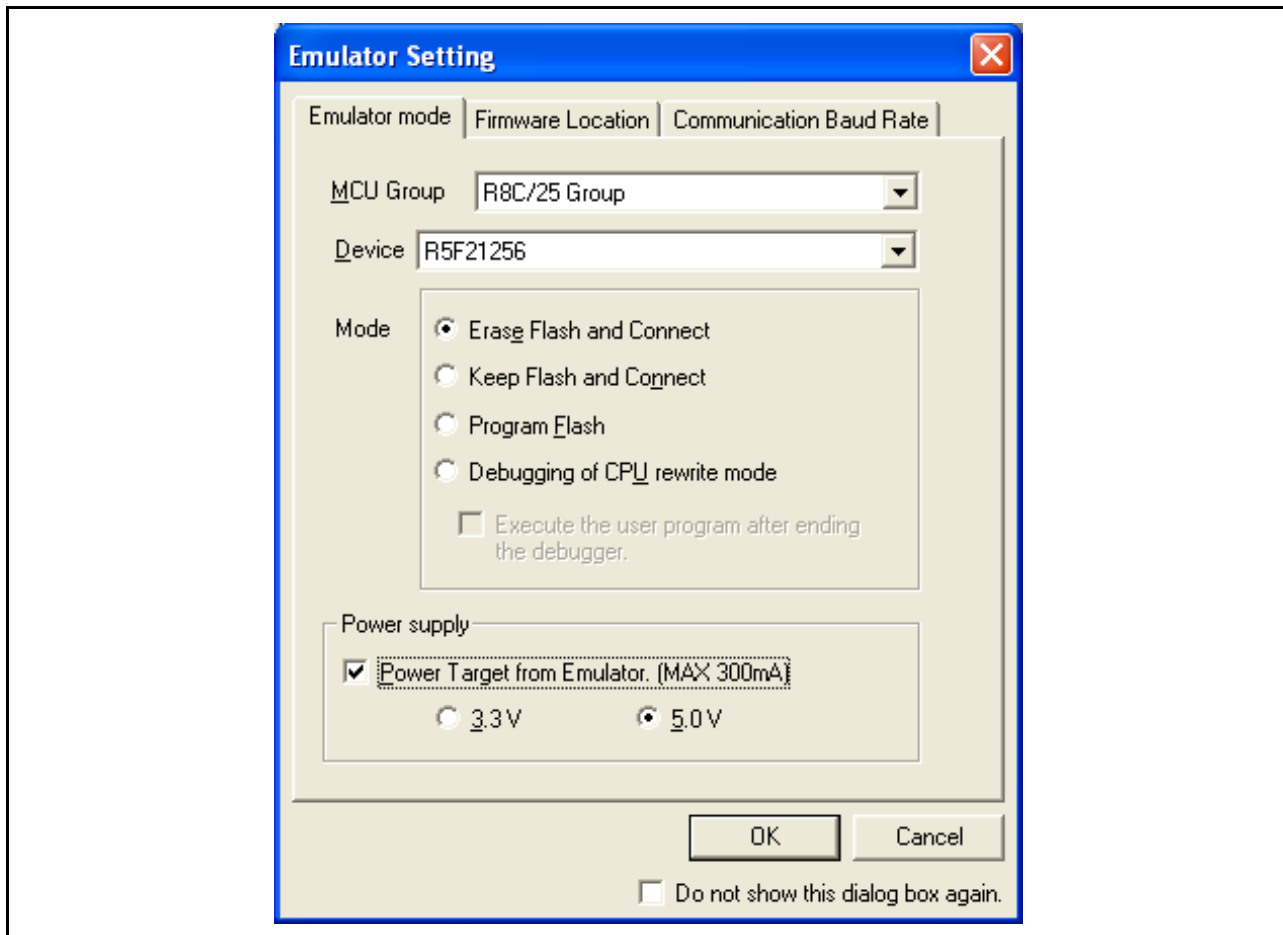 Emulator Setting
Emulator mode
Firmware Location
Communication Baud Rate
MCU Group
R8C/25 Group
Device
R5F21256
Mode
Erase Flash and Connect
Keep Flash and Connect
Program Flash
Debugging of CPU rewrite mode
Execute the user program after ending
the debugger.
Power supply
Power Target from Emulator. (MAX 300mA)
3.3 V
5.0 V
OK
Cancel
Do not show this dialog box again.